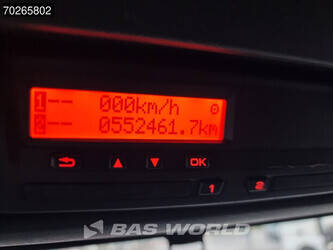 70265802
1 -- 000km/h
2 -- 0552461.7km
OK
1 2
BAS WORLD